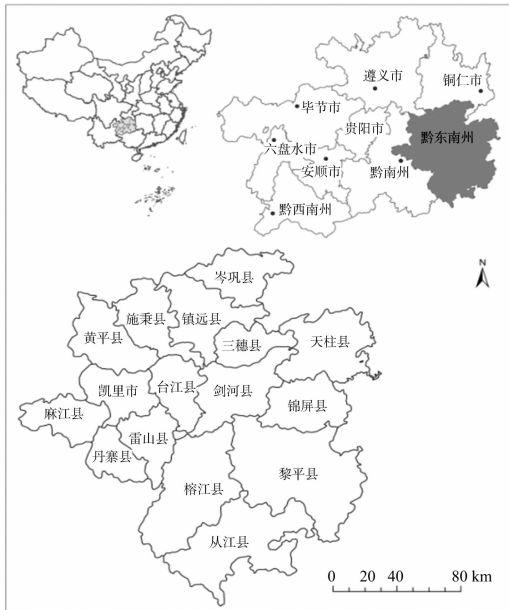 遵义市
铜仁市
毕节市
贵阳市
黔东南州
六盘水市
安顺市
黔南州
黔西南州
N
岑巩县
施秉县
镇远县
黄平县
三穗县
天柱县
凯里市
台江县
剑河县
麻江县
锦屏县
雷山县
丹寨县
榕江县
黎平县
从江县
0 20 40 80 km